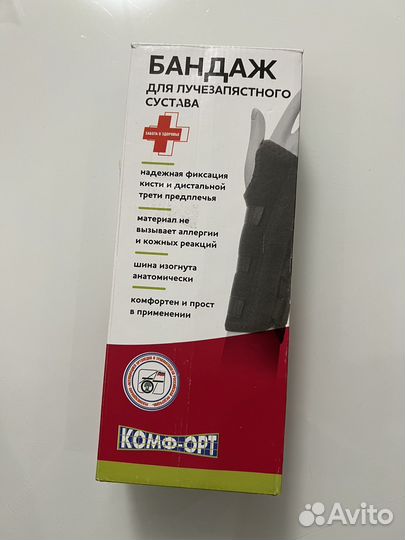 БАНДАЖ
ДЛЯ ЛУЧЕЗАПЯСТНОГО
СУСТАВА
ЗАБОТА О ЗДОРОВЬЕ
надежная фиксация
кисти и дистальной
трети предплечья
материал не
вызывает аллергии
и кожных реакций
шина изогнута
анатомически
комфортен и прост
в применении
КОМФ-ОРТ
Avito